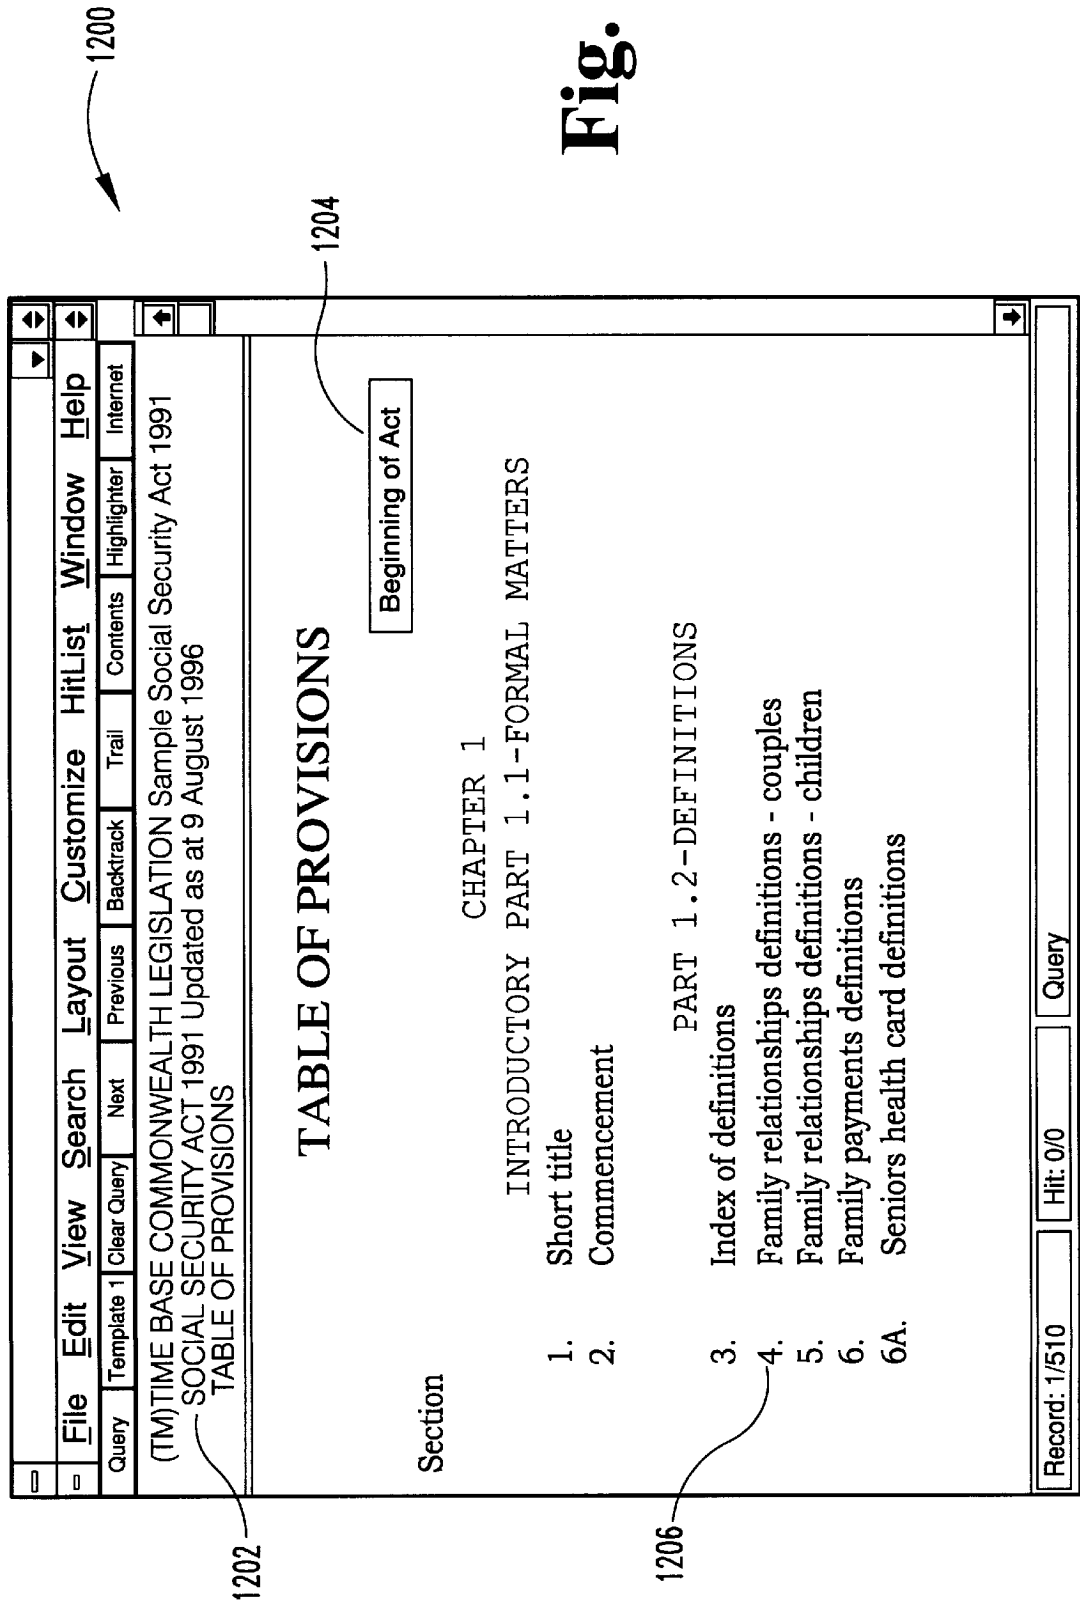 1200
File Edit View Search Layout Customize HitList Window Help
Query Template 1 Clear Query Next Previous Backtrack Trail Contents Highlighter Internet
(TM)TIME BASE COMMONWEALTH LEGISLATION Sample Social Security Act 1991
SOCIAL SECURITY ACT 1991 Updated as at 9 August 1996
TABLE OF PROVISIONS
1202
TABLE OF PROVISIONS
1204
Beginning of Act
Section
CHAPTER 1
INTRODUCTORY PART 1.1-FORMAL MATTERS
1. Short title
2. Commencement
PART 1.2-DEFINITIONS
3. Index of definitions
4. Family relationships definitions - couples
5. Family relationships definitions - children
6. Family payments definitions
6A. Seniors health card definitions
1206
Record: 1/510 Hit: 0/0 Query
Fig.